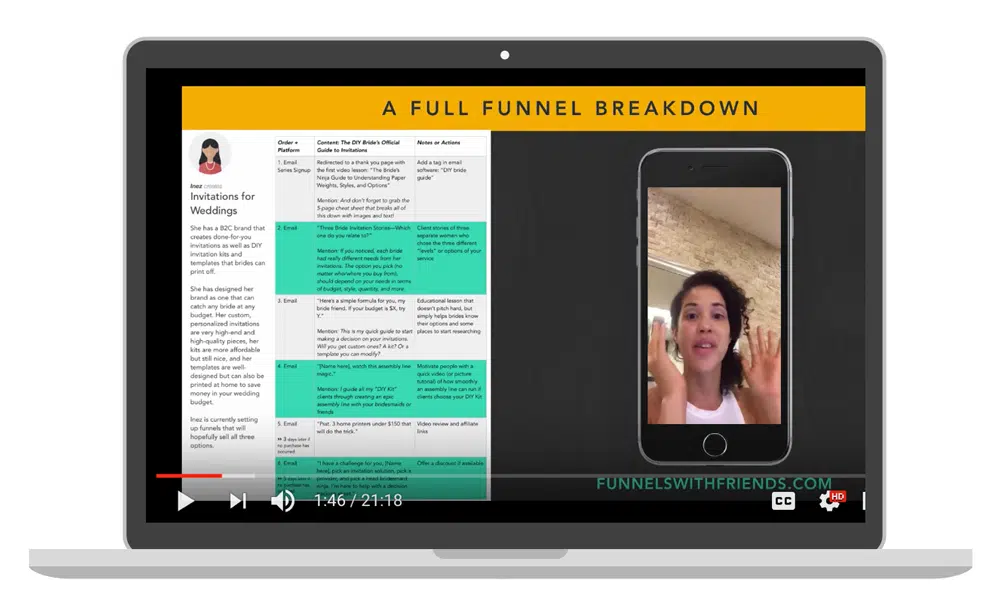 A FULL FUNNEL BREAKDOWN
Inez creates
Invitations for
Weddings
She has a B2C brand that
creates done-for-you
invitations as well as DIY
invitation kits and
templates that brides can
print off.
She has designed her
brand as one that can
catch any bride at any
budget. Her custom,
personalized invitations
are very high-end and
high-quality pieces, her
kits are more affordable
but still nice, and her
templates are well-
designed but can also be
printed at home to save
money in your wedding
budget.
Inez is currently setting
up funnels that will
hopefully sell all three
options.
Order +
Platform
Content: The DIY Bride's Official
Guide to Invitations
Notes or Actions
1. Email
Series Signup
Redirected to a thank you page with
the first video lesson: "The Bride's
Ninja Guide to Understanding Paper
Weights, Styles, and Options"
Mention: And don't forget to grab the
5-page cheat sheet that breaks all of
this down with images and text!
Add a tag in email
software: "DIY bride
guide"
2. Email
"Three Bride Invitation Stories—Which
one do you relate to?"
Mention: If you noticed, each bride
had really different needs from her
invitations. The option you pick (no
matter who/where you buy from),
should depend on your needs in terms
of budget, style, quantity, and more.
Client stories of three
separate women who
chose the three different
"levels" or options of your
service
3. Email
"Here's a simple formula for you, my
bride friend. If your budget is $X, try
Y."
Mention: This is my quick guide to start
making a decision on your invitations.
Will you get custom ones? A kit? Or a
template you can modify?
Educational lesson that
doesn't pitch hard, but
simply helps brides know
their options and some
places to start researching
4. Email
"[Name here], watch this assembly line
magic."
Mention: I guide all my "DIY Kit"
clients through creating an epic
assembly line with your bridesmaids or
friends
Motivate people with a
quick video (or picture
tutorial) of how smoothly
an assembly line can run if
clients choose your DIY Kit
5. Email
** 3 days later if
no purchase has
occurred
"Psst. 3 home printers under $150 that
will do the trick."
Video review and affiliate
links
6. Email
"I have a challenge for you, [Name
here], pick an invitation solution, pick a
provider, and pick a need bridesmaid
ninja. I'm here to help with a decision
Offer a discount if available
FUNNELSWITHFRIENDS.COM
1:46 / 21:18
CC
HD